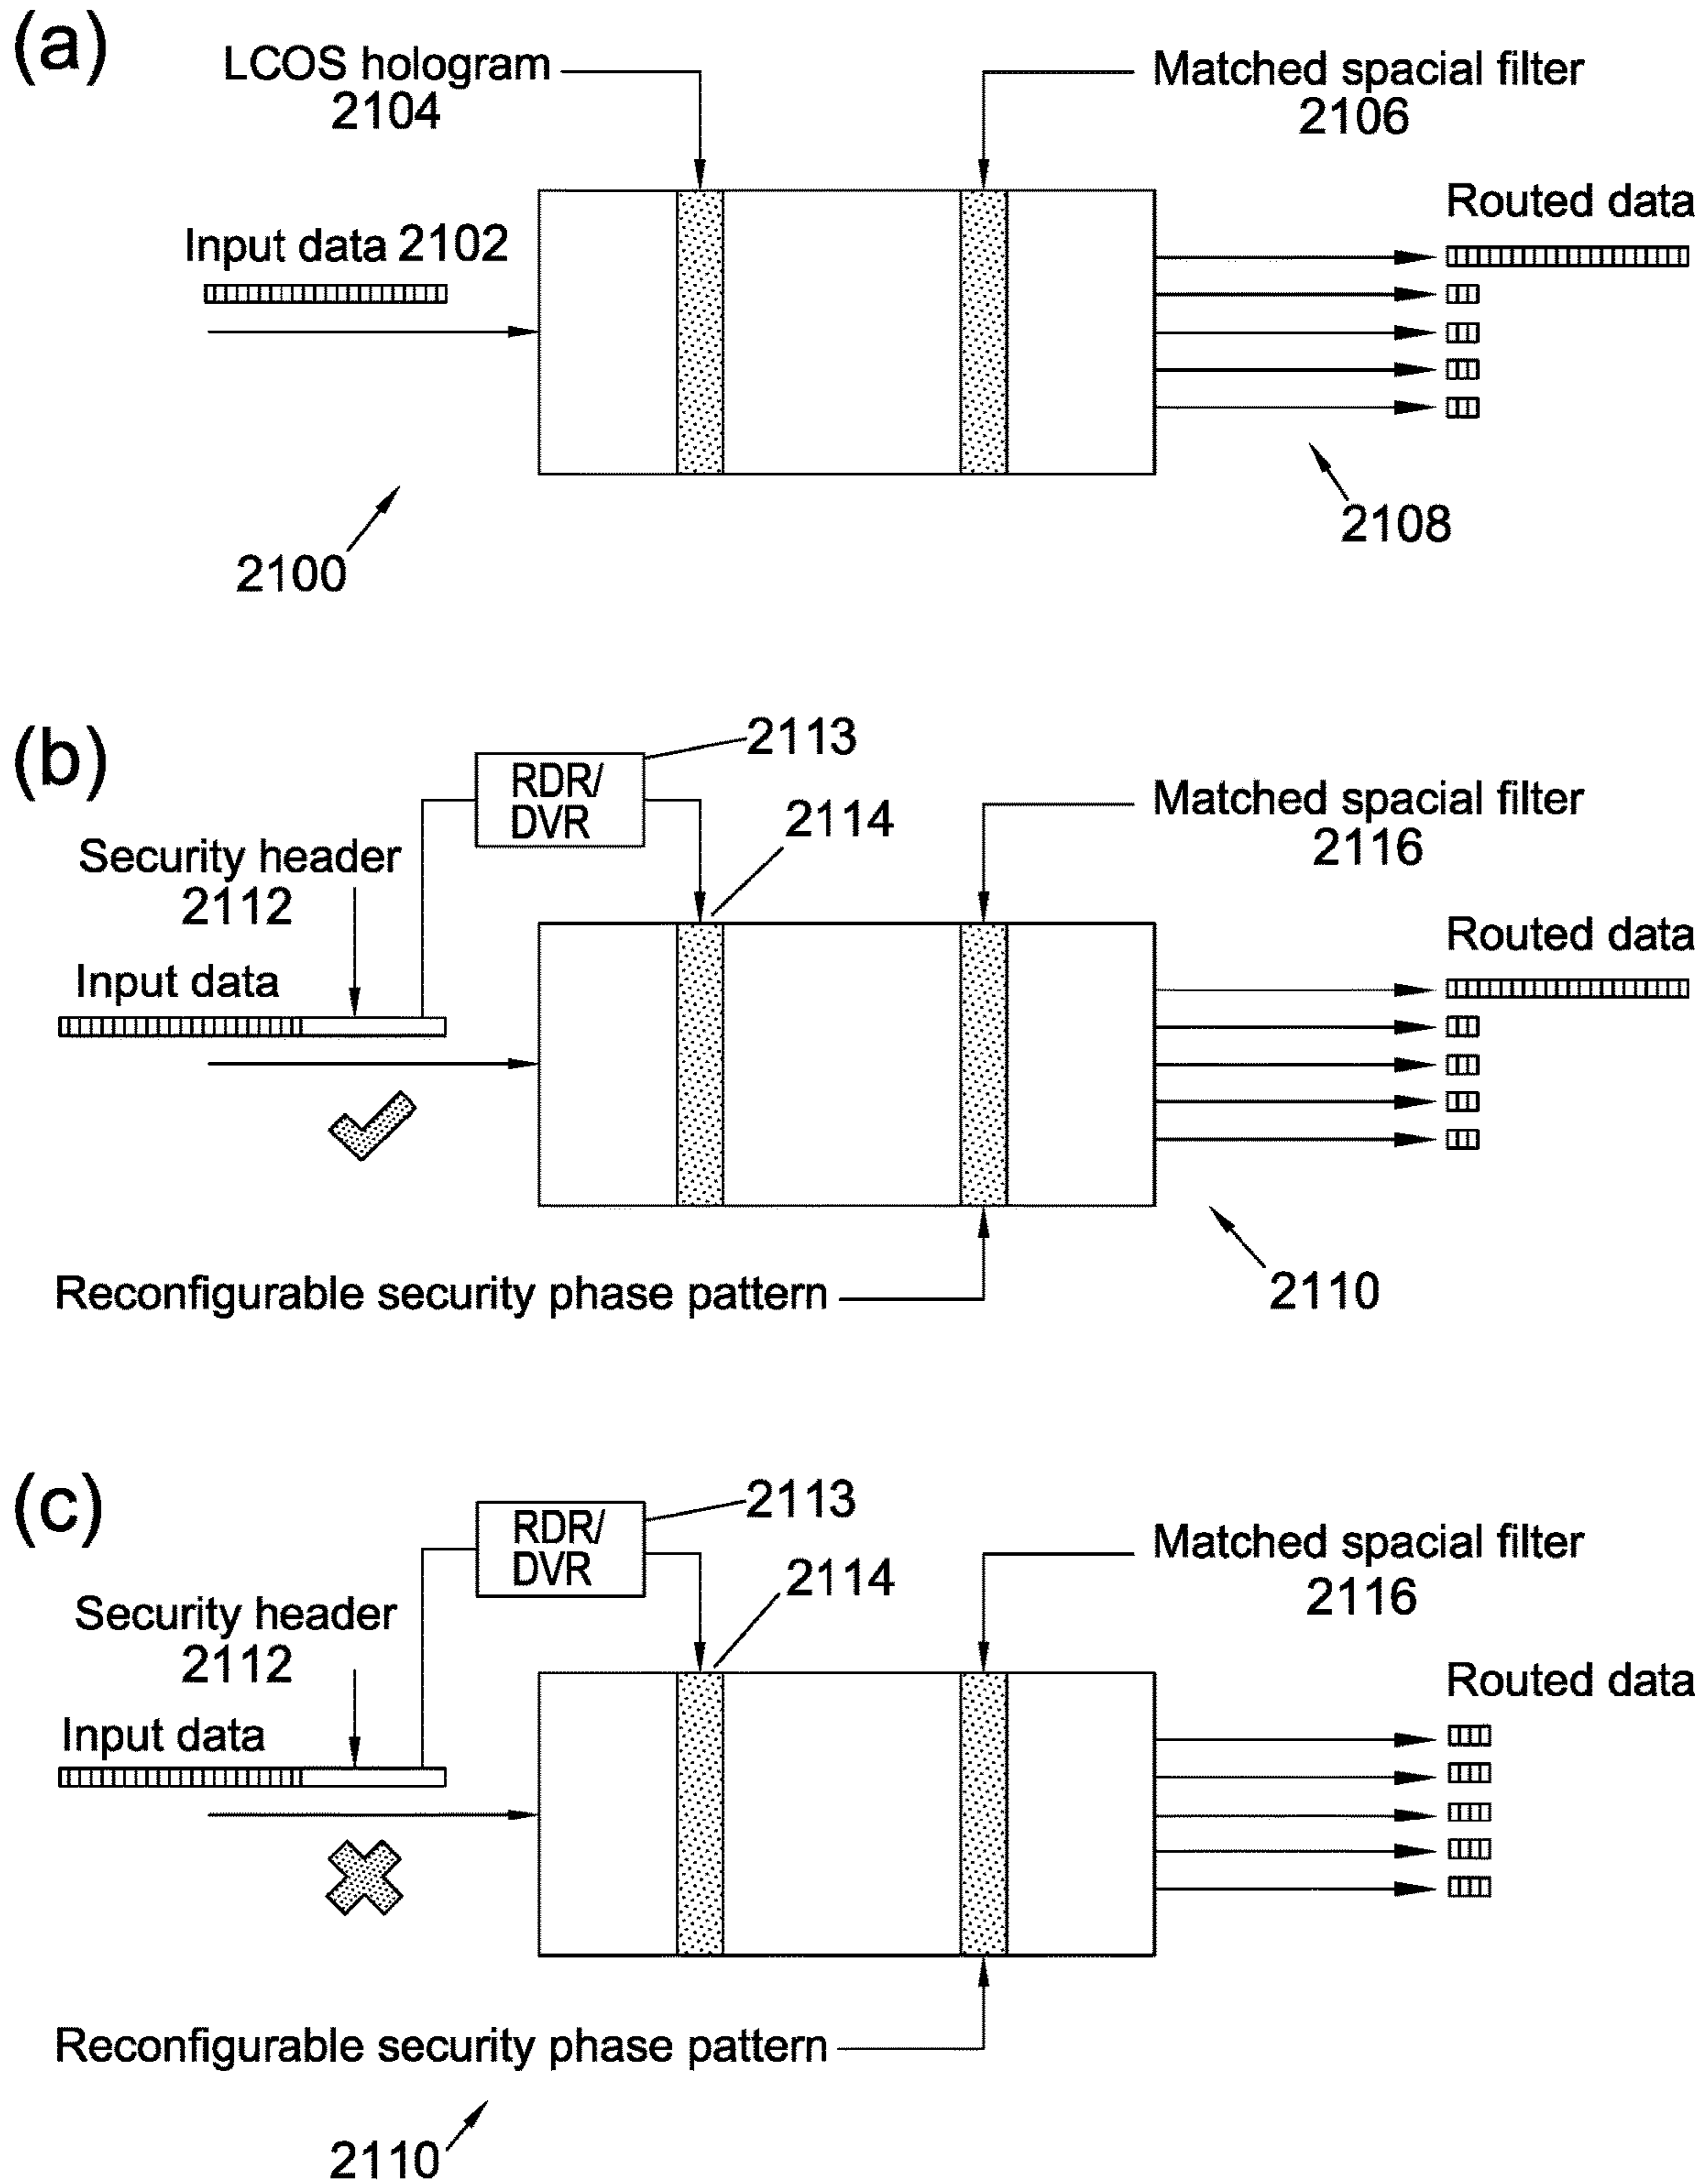 (a)
LCOS hologram
2104
Matched spacial filter
2106
Routed data
Input data 2102
2108
2100
(b)
2113
RDR/
DVR
2114
Matched spacial filter
2116
Security header
2112
Routed data
Input data
Reconfigurable security phase pattern
2110
(c)
2113
RDR/
DVR
2114
Matched spacial filter
2116
Security header
2112
Routed data
Input data
Reconfigurable security phase pattern
2110